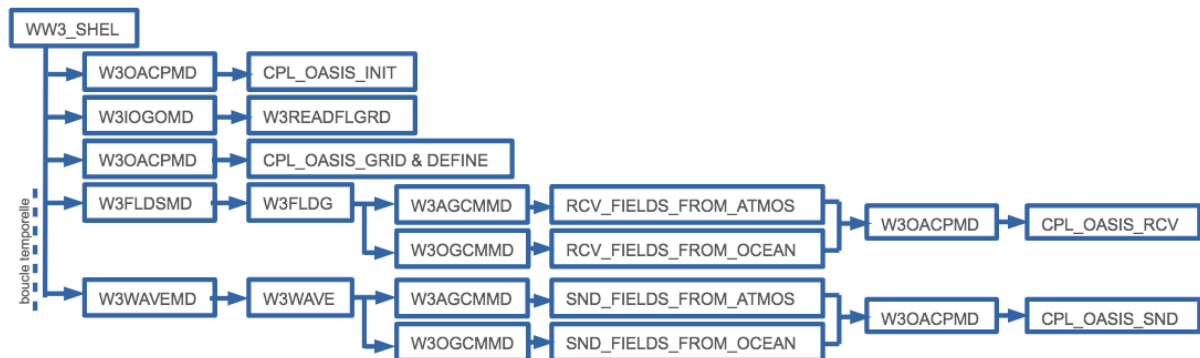 WW3_SHEL
W3OACPMD CPL_OASIS_INIT
W3IOGOMD W3READFLGRD
W3OACPMD CPL_OASIS_GRID & DEFINE
W3FLDSMD W3FLDG W3AGCMMD RCV_FIELDS_FROM_ATMOS
W3OACPMD CPL_OASIS_RCV
W3OGCMMD RCV_FIELDS_FROM_OCEAN
boucle temporelle
W3WAVEMD W3WAVE W3AGCMMD SND_FIELDS_FROM_ATMOS
W3OACPMD CPL_OASIS_SND
W3OGCMMD SND_FIELDS_FROM_OCEAN